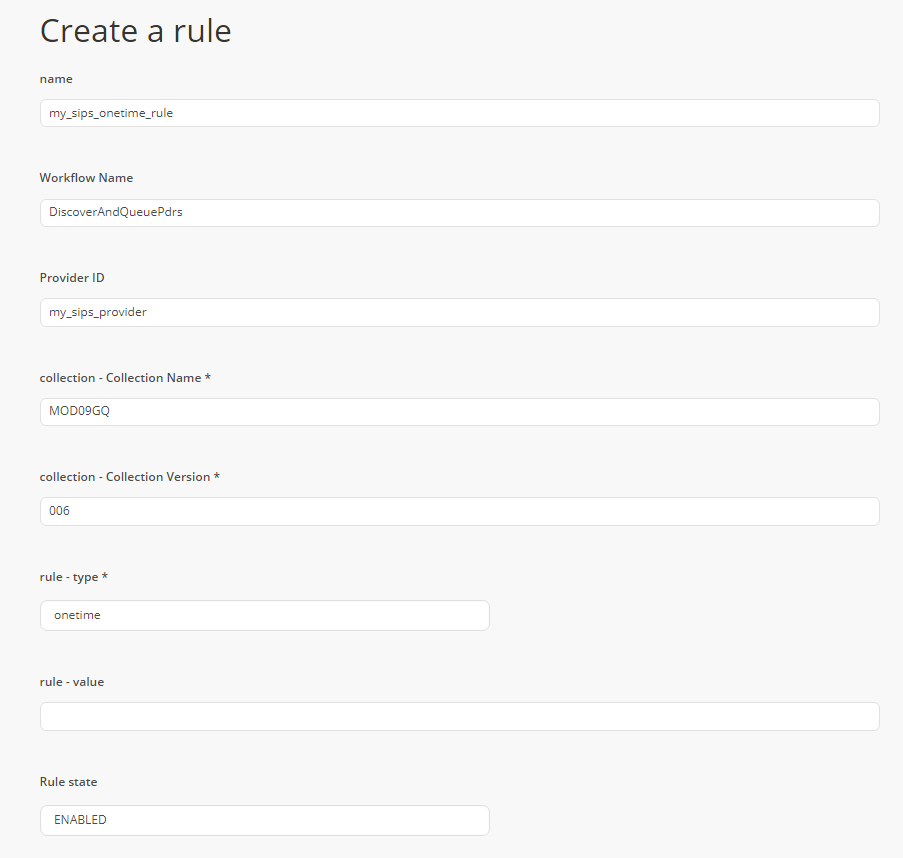 Create a rule
name
my_sips_onetime_rule
Workflow Name
DiscoverAndQueuePdrs
Provider ID
my_sips_provider
collection - Collection Name *
MOD09GQ
collection - Collection Version *
006
rule - type *
onetime
rule - value
Rule state
ENABLED